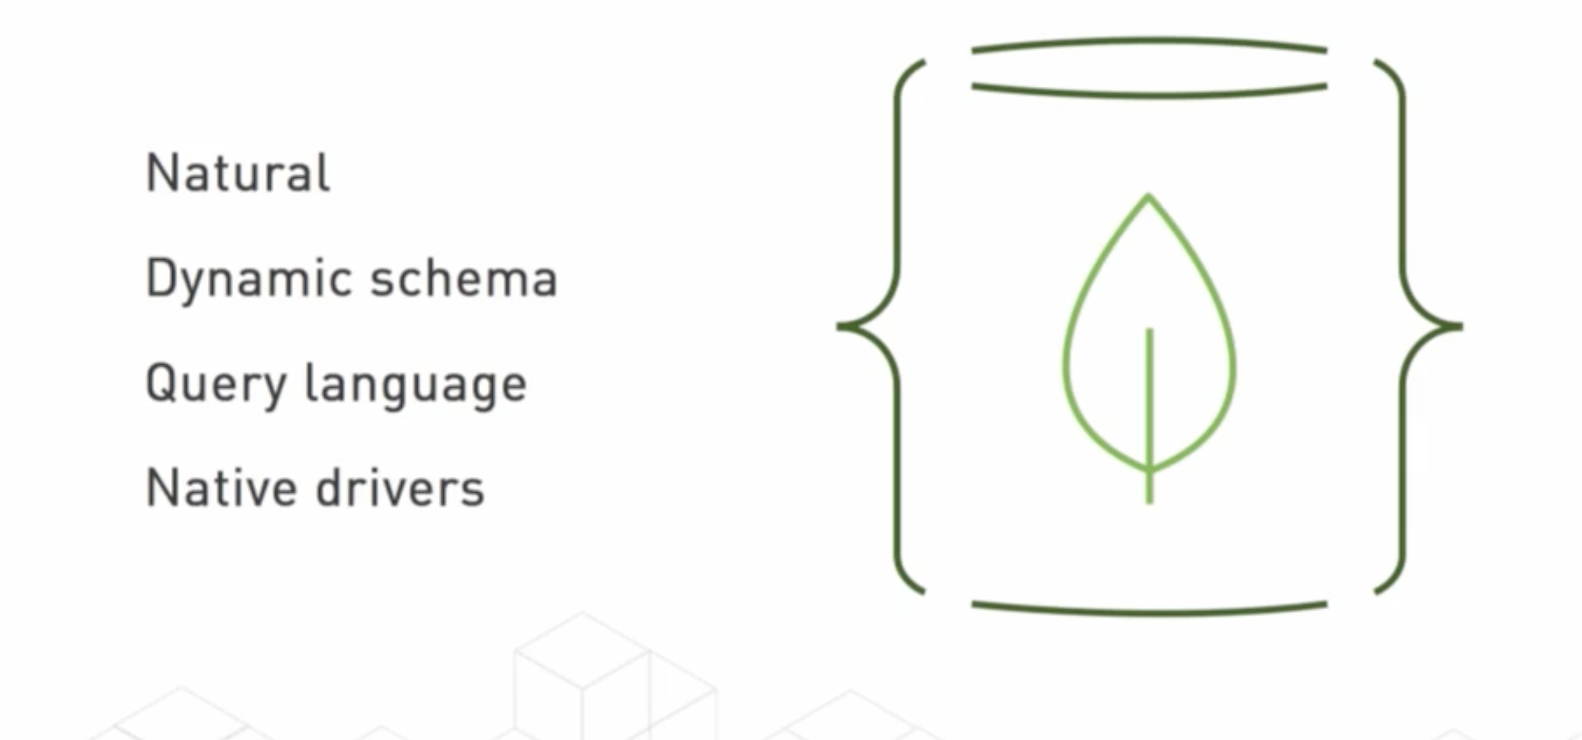 Natural
Dynamic schema
Query language
Native drivers